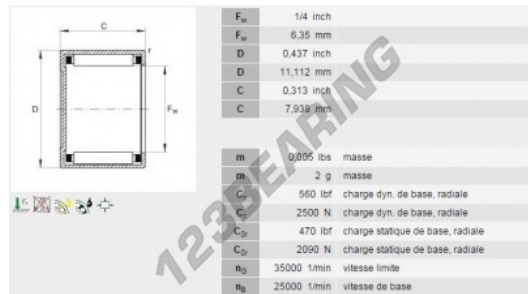 C
r
D
Fw
Fr
Fw 1/4 inch
Fw 6,35 mm
D 0,437 inch
D 11,112 mm
C 0,313 inch
C 7,938 mm
m 0,005 lbs masse
m 2 g masse
Cr 560 lbf charge dyn. de base, radiale
Cr 2500 N charge dyn. de base, radiale
C0r 470 lbf charge statique de base, radiale
C0r 2090 N charge statique de base, radiale
nG 35000 1/min vitesse limite
nB 25000 1/min vitesse de base
123BEARING